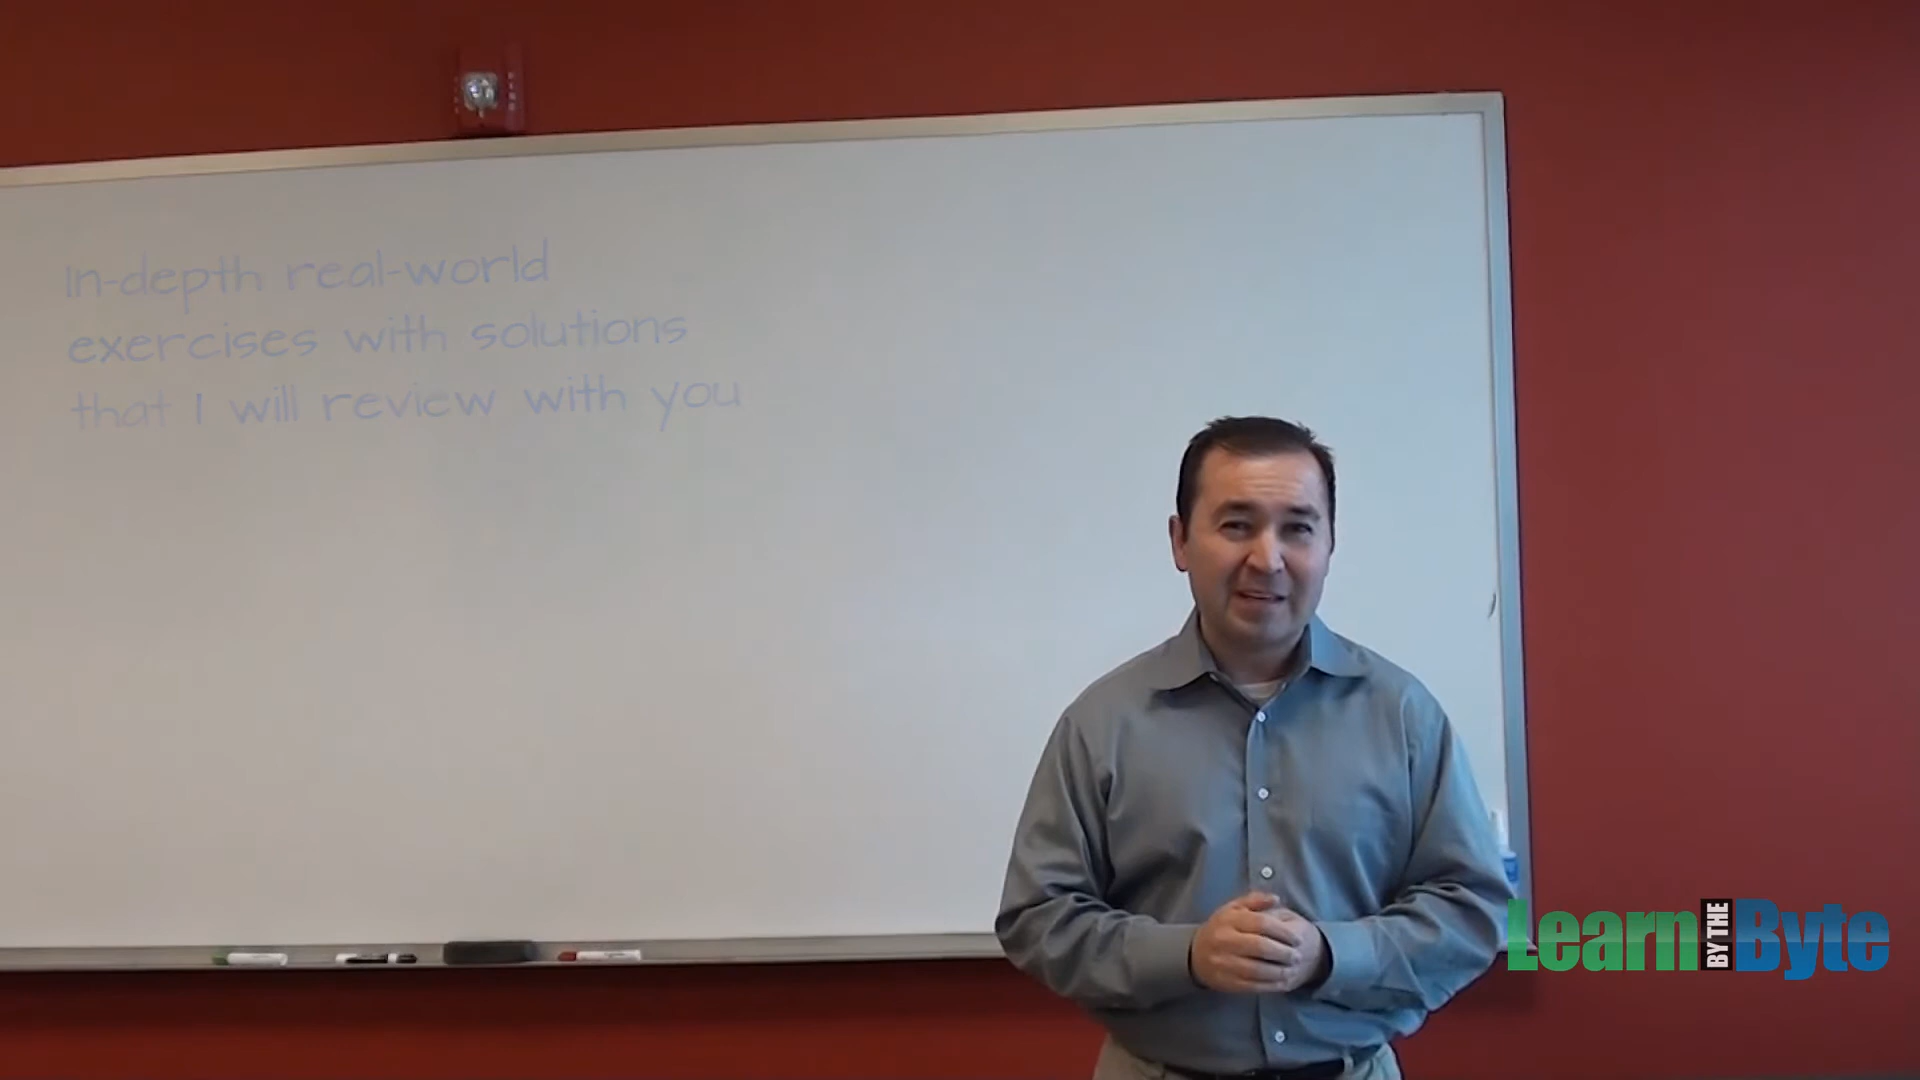 In-depth real-world
exercises with solutions
that I will review with you
Learn BY THE Byte